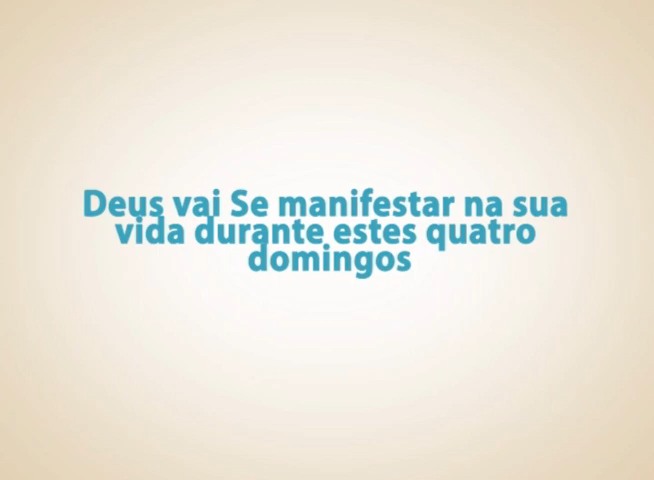 Deus vai Se manifestar na sua
vida durante estes quatro
domingos